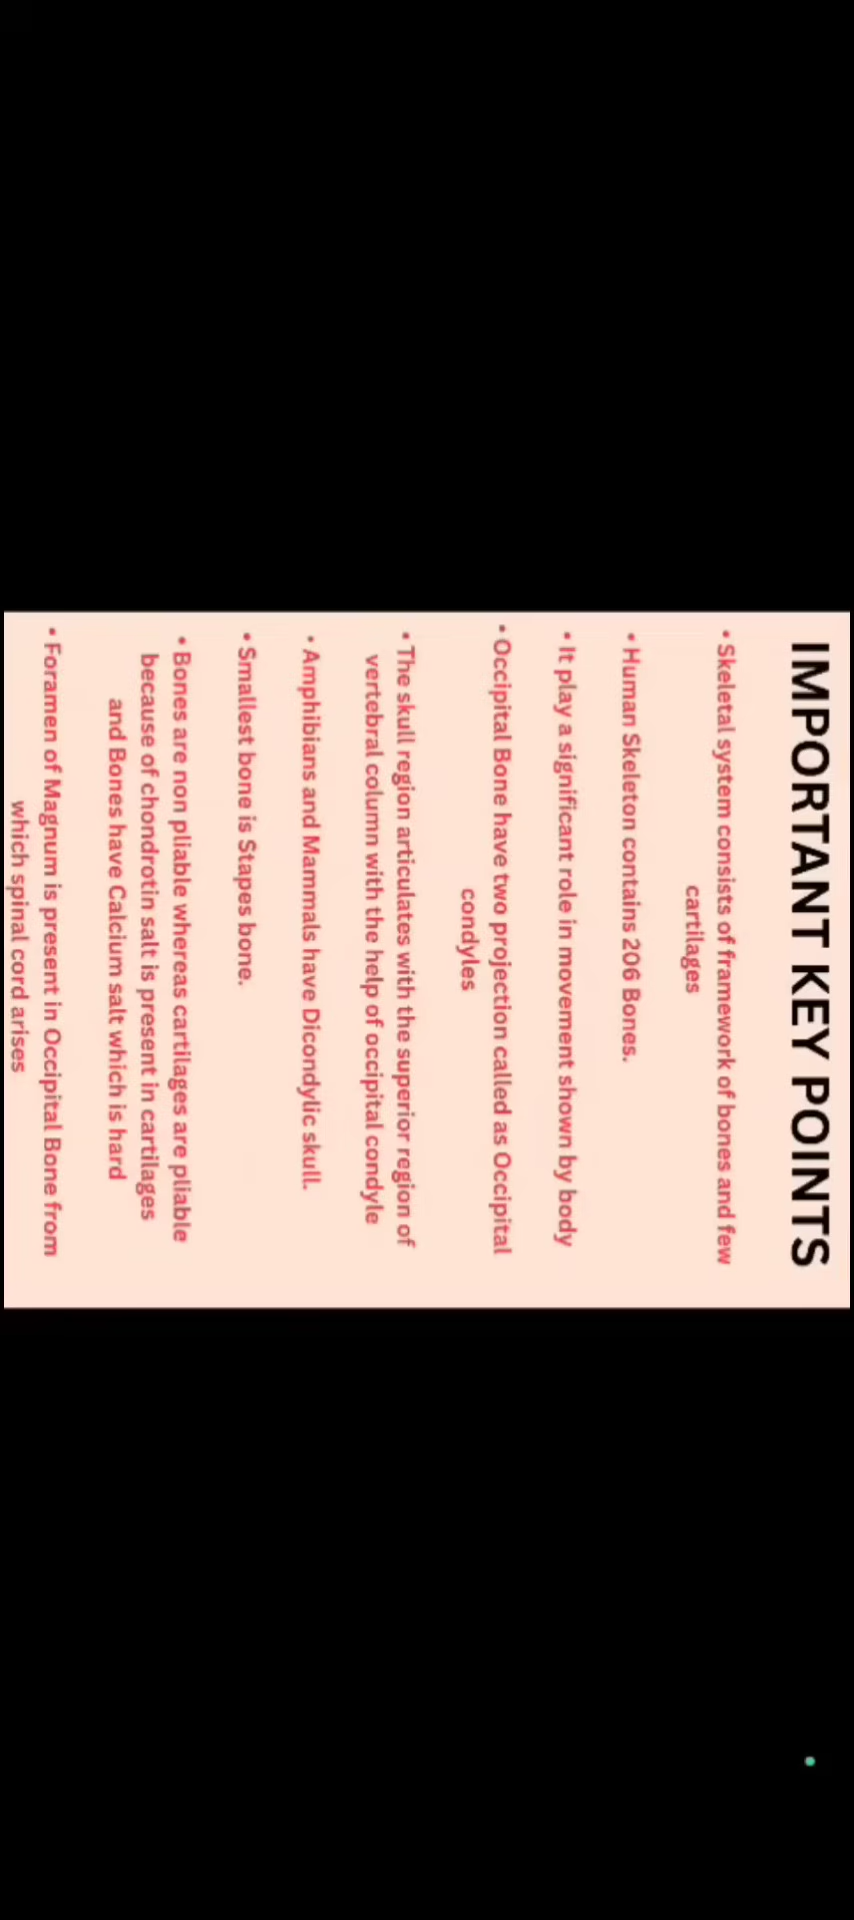 IMPORTANT KEY POINTS
• Skeletal system consists of framework of bones and few
cartilages
• Human Skeleton contains 206 Bones.
• It play a significant role in movement shown by body
• Occipital Bone have two projection called as Occipital
condyles
• The skull region articulates with the superior region of
vertebral column with the help of occipital condyle
• Amphibians and Mammals have Dicondylic skull.
• Smallest bone is Stapes bone.
• Bones are non pliable whereas cartilages are pliable
because of chondrotin salt is present in cartilages
and Bones have Calcium salt which is hard
• Foramen of Magnum is present in Occipital Bone from
which spinal cord arises